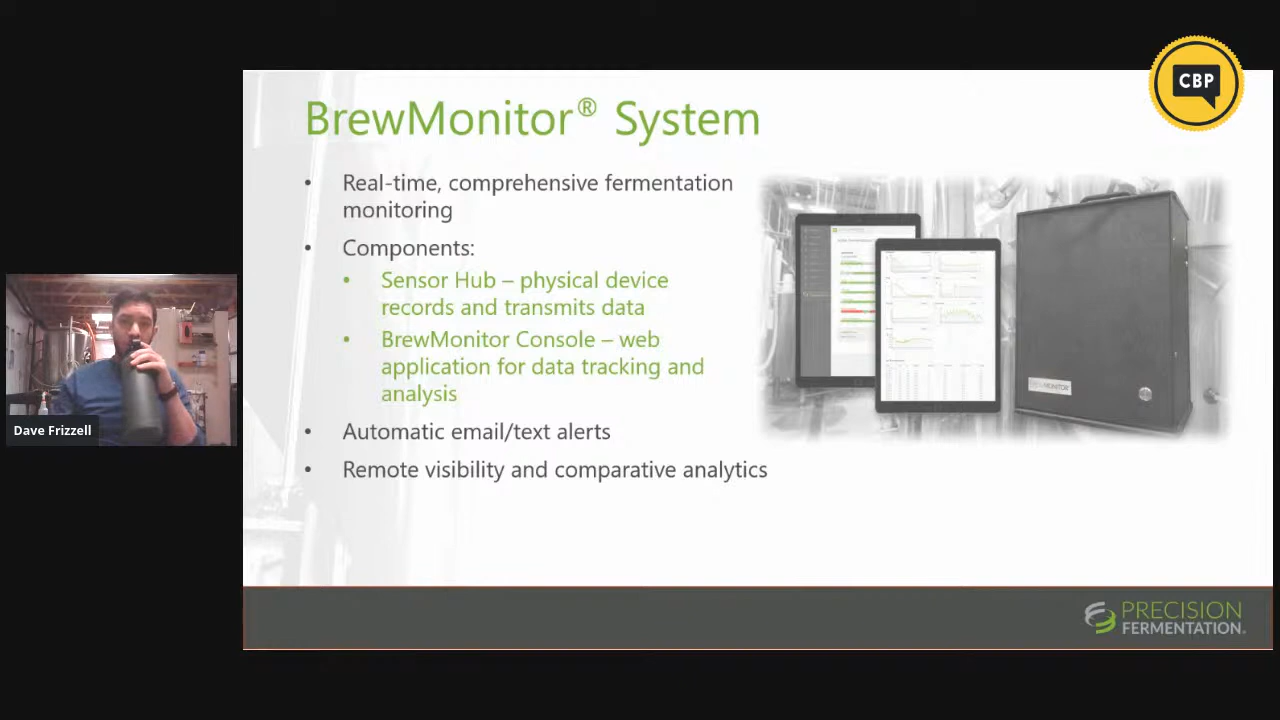 CBP
BrewMonitor® System
• Real-time, comprehensive fermentation
monitoring
• Components:
• Sensor Hub – physical device
records and transmits data
• BrewMonitor Console – web
application for data tracking and
analysis
• Automatic email/text alerts
• Remote visibility and comparative analytics
BREWMONITOR
Dave Frizzell
PRECISION
FERMENTATION